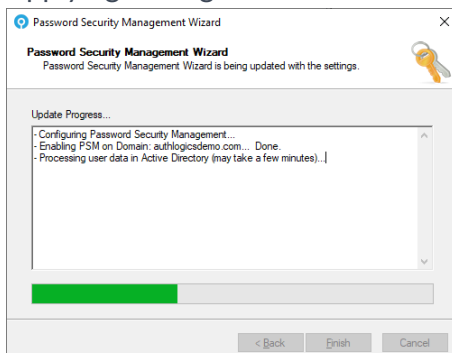 Password Security Management Wizard
Password Security Management Wizard
Password Security Management Wizard is being updated with the settings.
Update Progress...
- Configuring Password Security Management...
- Enabling PSM on Domain: authlogicsdemo.com... Done.
- Processing user data in Active Directory (may take a few minutes)...
< Back
Finish
Cancel